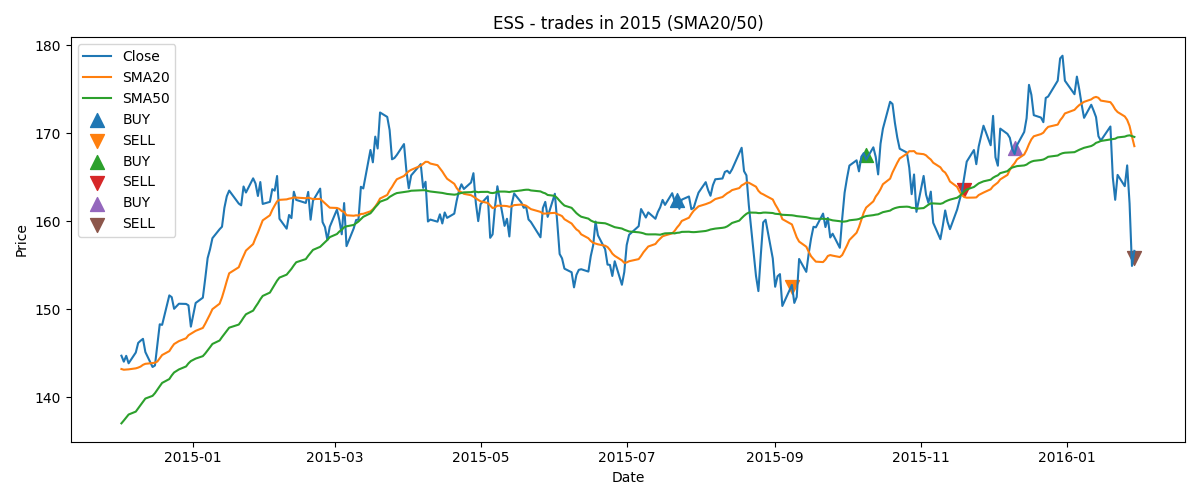 ESS - trades in 2015 (SMA20/50)
Close
SMA20
SMA50
BUY
SELL
BUY
SELL
BUY
SELL
180
170
160
150
140
Price
2015-01 2015-03 2015-05 2015-07 2015-09 2015-11 2016-01
Date